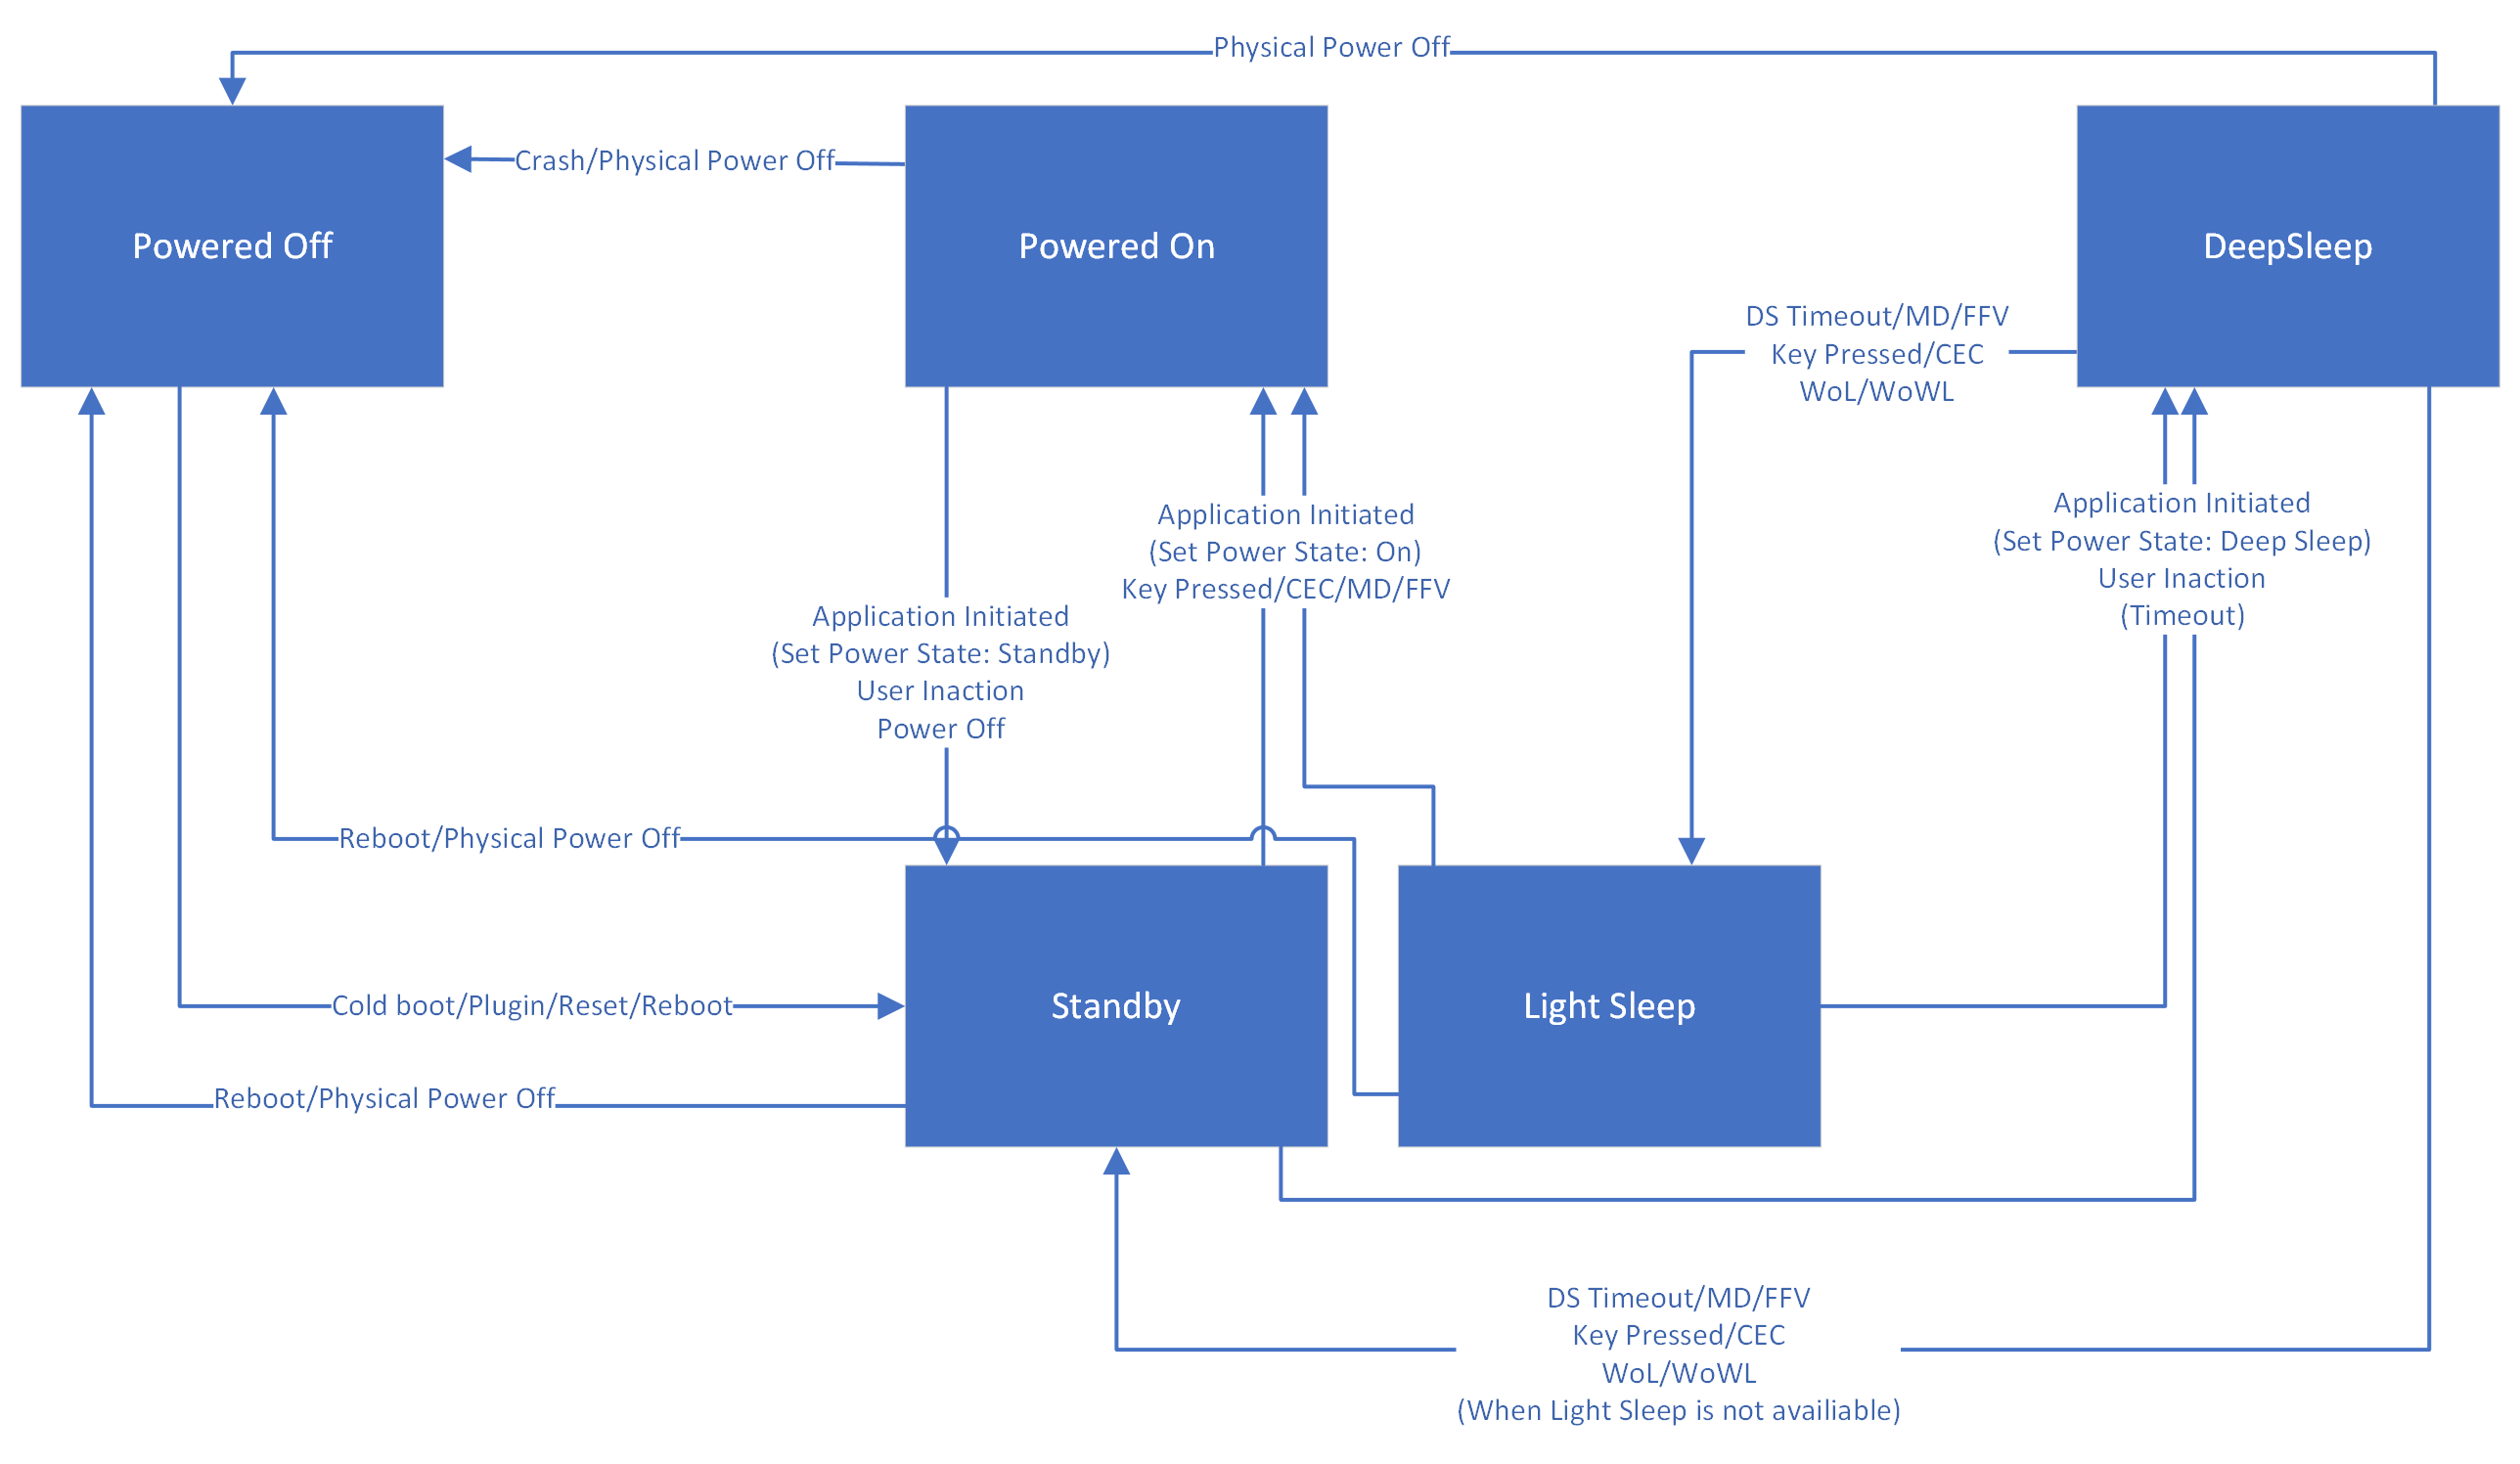 Physical Power Off
Crash/Physical Power Off
Powered Off
Powered On
DeepSleep
DS Timeout/MD/FFV
Key Pressed/CEC
WoL/WoWL
Application Initiated
(Set Power State: On)
Key Pressed/CEC/MD/FFV
Application Initiated
(Set Power State: Deep Sleep)
User Inaction
(Timeout)
Application Initiated
(Set Power State: Standby)
User Inaction
Power Off
Reboot/Physical Power Off
Cold boot/Plugin/Reset/Reboot
Standby
Light Sleep
Reboot/Physical Power Off
DS Timeout/MD/FFV
Key Pressed/CEC
WoL/WoWL
(When Light Sleep is not availiable)